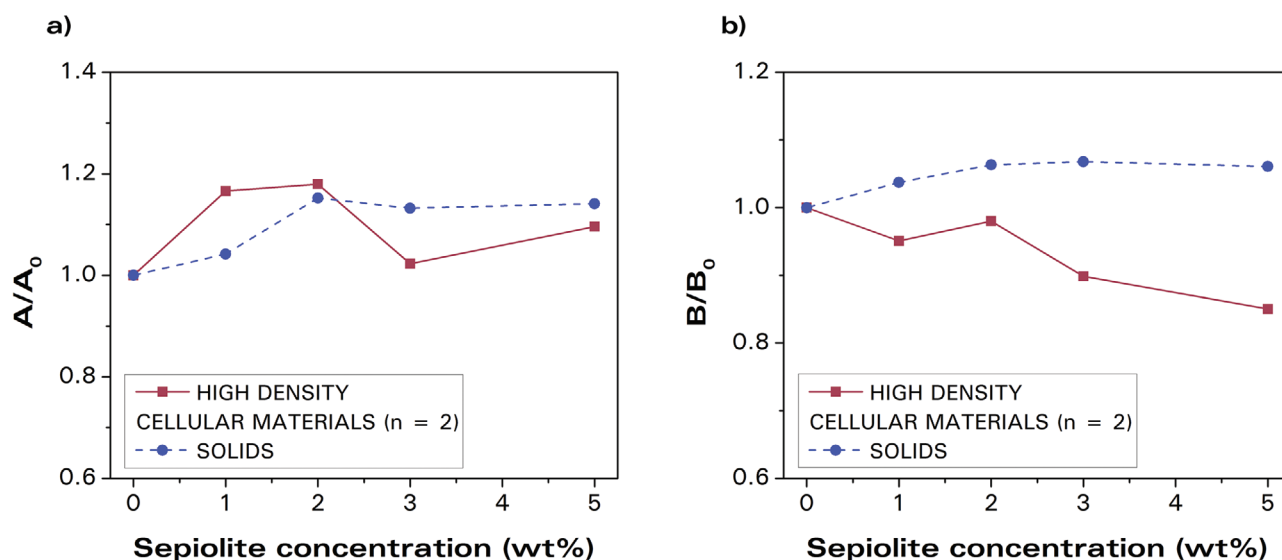 a)
1.4
1.2
1.0
0.8
0.6
A/A0
HIGH DENSITY
CELLULAR MATERIALS (n = 2)
SOLIDS
0 1 2 3 4 5
Sepiolite concentration (wt%)
b)
1.2
1.0
0.8
0.6
B/B0
HIGH DENSITY
CELLULAR MATERIALS (n = 2)
SOLIDS
0 1 2 3 4 5
Sepiolite concentration (wt%)